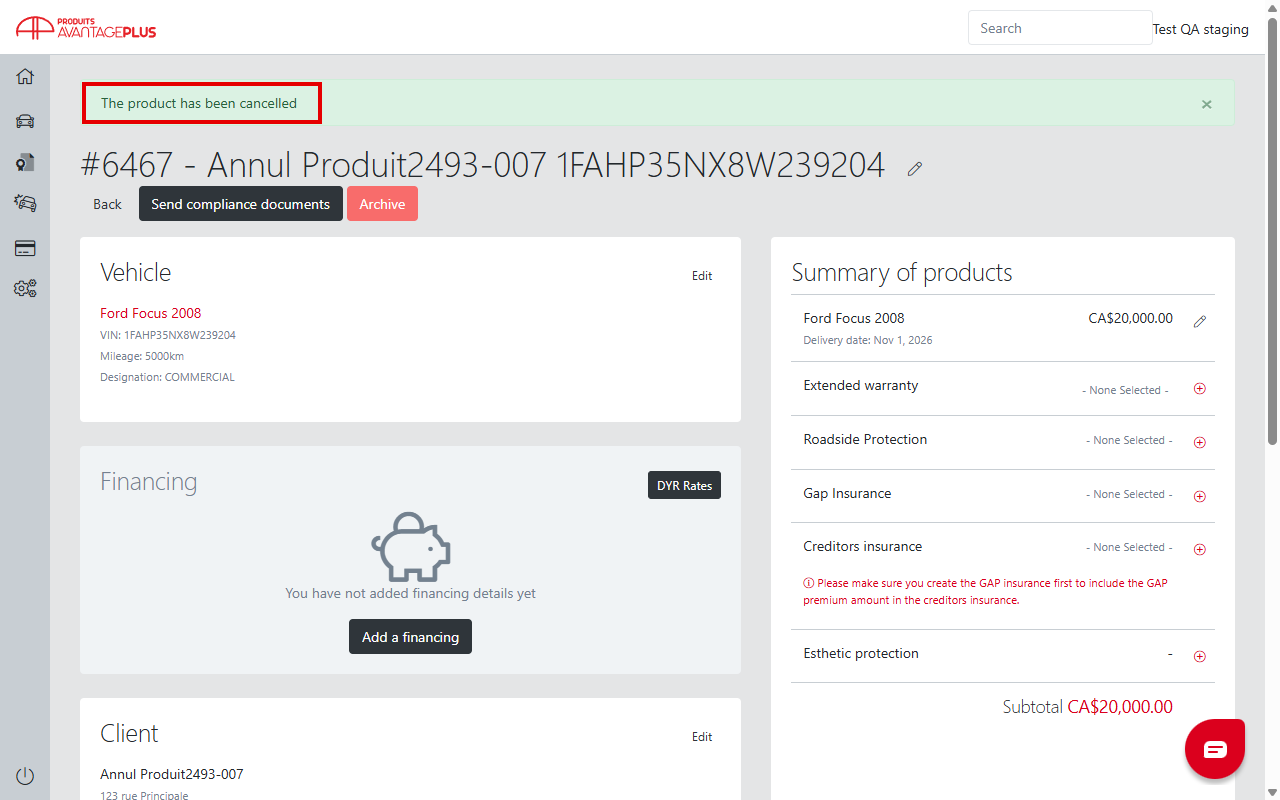 PRODUITS
AVANTAGEPLUS
Search
Test QA staging
The product has been cancelled
×
#6467 - Annul Produit2493-007 1FAHP35NX8W239204
Back
Send compliance documents
Archive
Vehicle
Edit
Ford Focus 2008
VIN: 1FAHP35NX8W239204
Mileage: 5000km
Designation: COMMERCIAL
Financing
DYR Rates
You have not added financing details yet
Add a financing
Client
Edit
Annul Produit2493-007
123 rue Principale
Summary of products
Ford Focus 2008
CA$20,000.00
Delivery date: Nov 1, 2026
Extended warranty
- None Selected -
Roadside Protection
- None Selected -
Gap Insurance
- None Selected -
Creditors insurance
- None Selected -
Please make sure you create the GAP insurance first to include the GAP
premium amount in the creditors insurance.
Esthetic protection
-
Subtotal CA$20,000.00